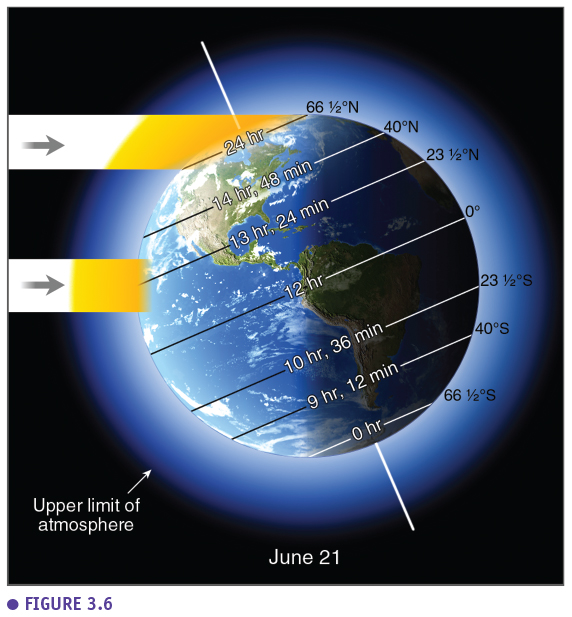 66 ½°N
40°N
24 hr
23 ½°N
14 hr, 48 min
13 hr, 24 min
0°
12 hr
23 ½°S
10 hr, 36 min
40°S
9 hr, 12 min
66 ½°S
0 hr
Upper limit of
atmosphere
June 21
FIGURE 3.6